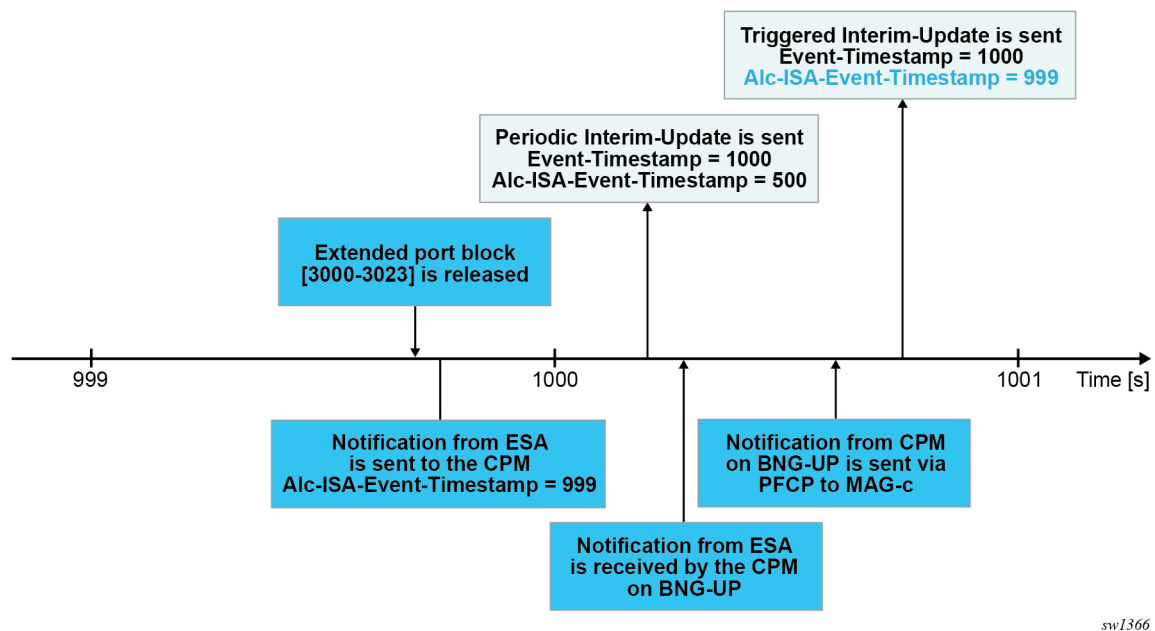 Triggered Interim-Update is sent
Event-Timestamp = 1000
Alc-ISA-Event-Timestamp = 999
Periodic Interim-Update is sent
Event-Timestamp = 1000
Alc-ISA-Event-Timestamp = 500
Extended port block
[3000-3023] is released
999
1000
1001
Time [s]
Notification from ESA
is sent to the CPM
Alc-ISA-Event-Timestamp = 999
Notification from CPM
on BNG-UP is sent via
PFCP to MAG-c
Notification from ESA
is received by the CPM
on BNG-UP
sw1366